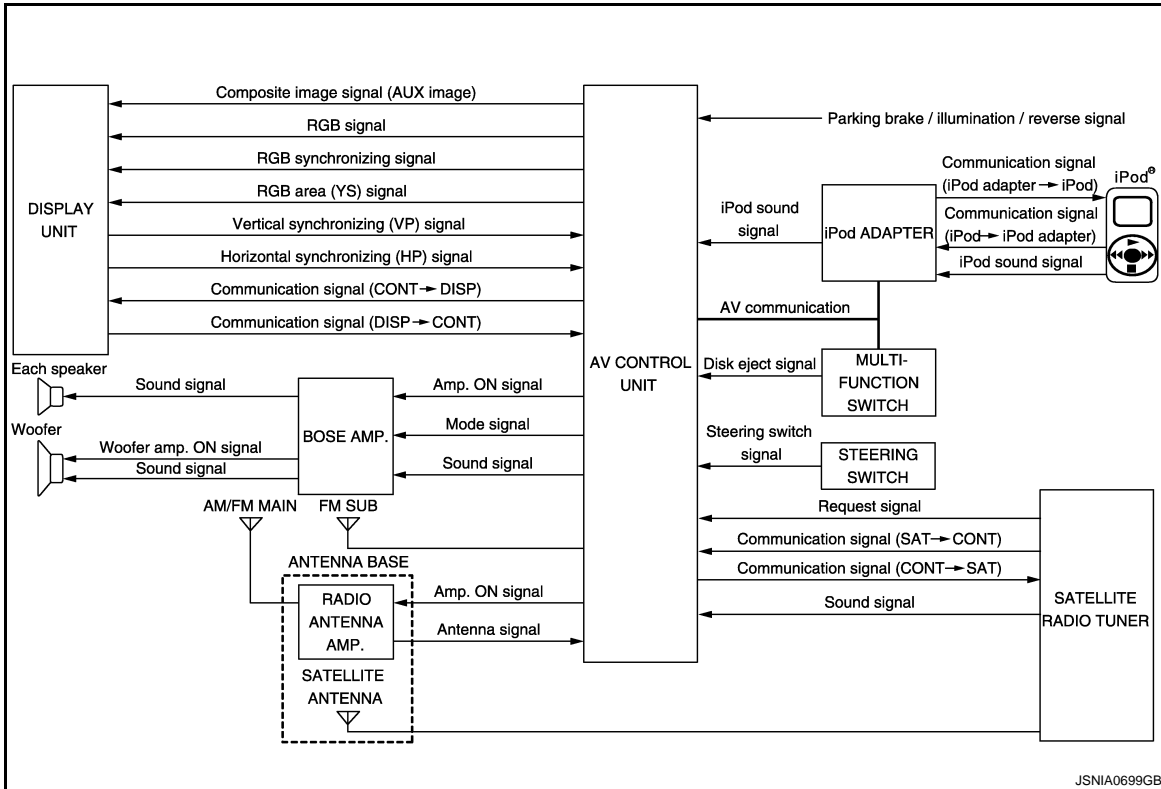 Composite image signal (AUX image)
RGB signal
RGB synchronizing signal
RGB area (YS) signal
Vertical synchronizing (VP) signal
Horizontal synchronizing (HP) signal
Communication signal (CONT→DISP)
Communication signal (DISP→CONT)
DISPLAY
UNIT
Each speaker
Sound signal
Woofer
Woofer amp. ON signal
Sound signal
BOSE AMP.
Amp. ON signal
Mode signal
Sound signal
AM/FM MAIN
FM SUB
ANTENNA BASE
RADIO
ANTENNA
AMP.
Amp. ON signal
Antenna signal
SATELLITE
ANTENNA
AV CONTROL
UNIT
Parking brake / illumination / reverse signal
Communication signal
(iPod adapter→iPod)
iPod®
Communication signal
(iPod→iPod adapter)
iPod sound signal
iPod sound
signal
iPod ADAPTER
AV communication
Disk eject signal
MULTI-
FUNCTION
SWITCH
Steering switch
signal
STEERING
SWITCH
Request signal
Communication signal (SAT→CONT)
Communication signal (CONT→SAT)
Sound signal
SATELLITE
RADIO TUNER
JSNIA0699GB